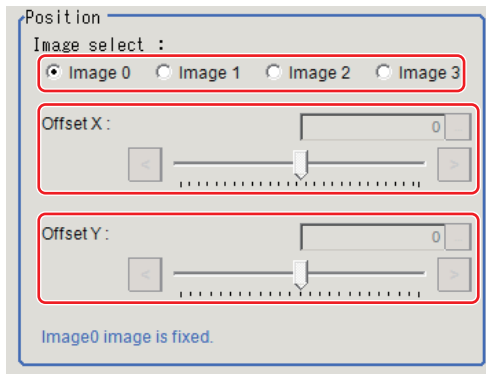 Position
Image select :
Image 0 Image 1 Image 2 Image 3
Offset X : 0 ...
< >
Offset Y : 0 ...
< >
Image0 image is fixed.